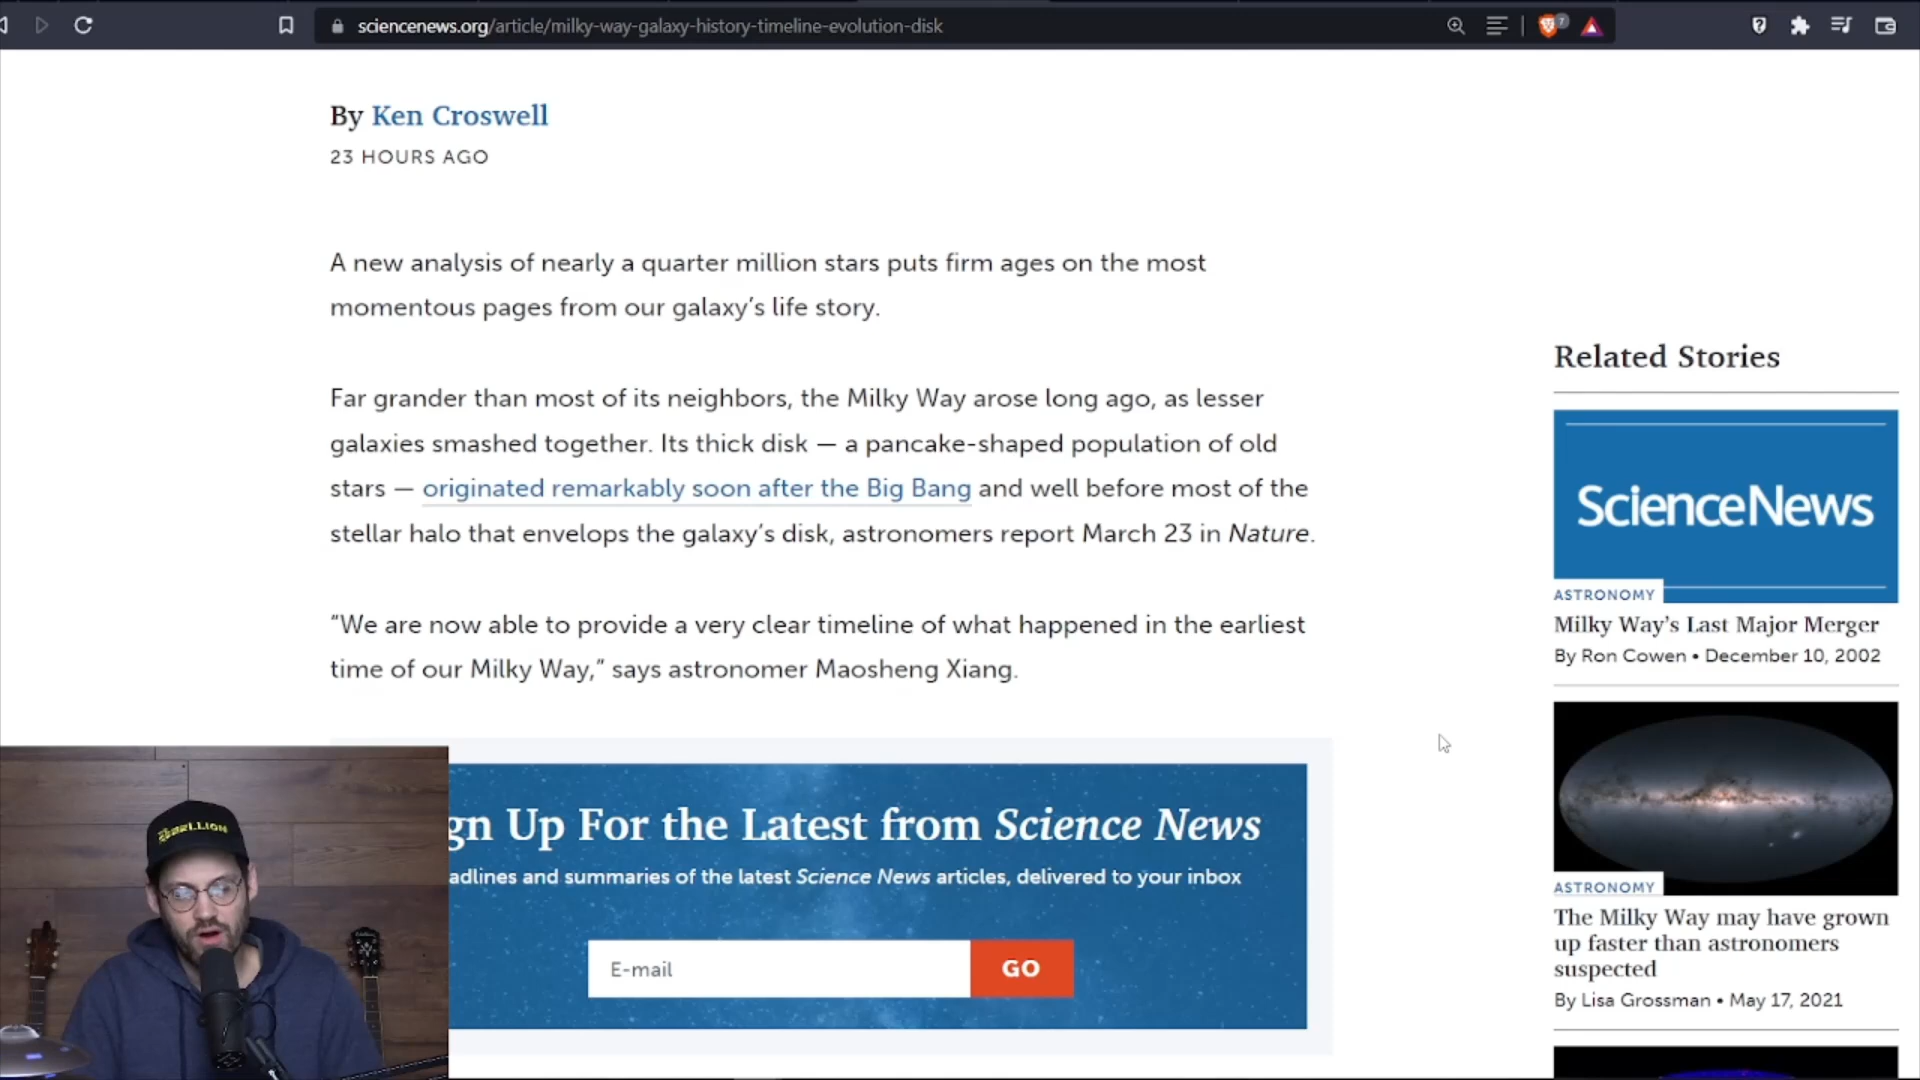 sciencenews.org/article/milky-way-galaxy-history-timeline-evolution-disk
7
By Ken Croswell
23 HOURS AGO
A new analysis of nearly a quarter million stars puts firm ages on the most
momentous pages from our galaxy’s life story.
Far grander than most of its neighbors, the Milky Way arose long ago, as lesser
galaxies smashed together. Its thick disk — a pancake-shaped population of old
stars — originated remarkably soon after the Big Bang and well before most of the
stellar halo that envelops the galaxy’s disk, astronomers report March 23 in Nature.
“We are now able to provide a very clear timeline of what happened in the earliest
time of our Milky Way,” says astronomer Maosheng Xiang.
gn Up For the Latest from Science News
adlines and summaries of the latest Science News articles, delivered to your inbox
E-mail
GO
REBELLION
Related Stories
ScienceNews
ASTRONOMY
Milky Way’s Last Major Merger
By Ron Cowen • December 10, 2002
ASTRONOMY
The Milky Way may have grown
up faster than astronomers
suspected
By Lisa Grossman • May 17, 2021